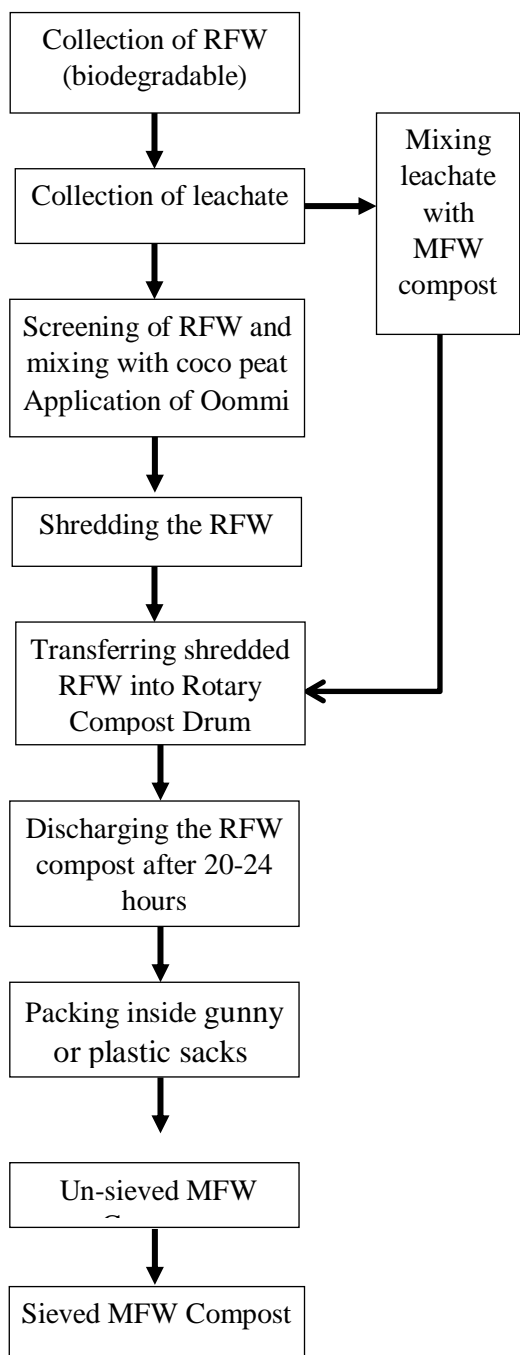 Collection of RFW
(biodegradable)
Collection of leachate
Mixing
leachate
with
MFW
compost
Screening of RFW and
mixing with coco peat
Application of Oommi
Shredding the RFW
Transferring shredded
RFW into Rotary
Compost Drum
Discharging the RFW
compost after 20-24
hours
Packing inside gunny
or plastic sacks
Un-sieved MFW
Sieved MFW Compost